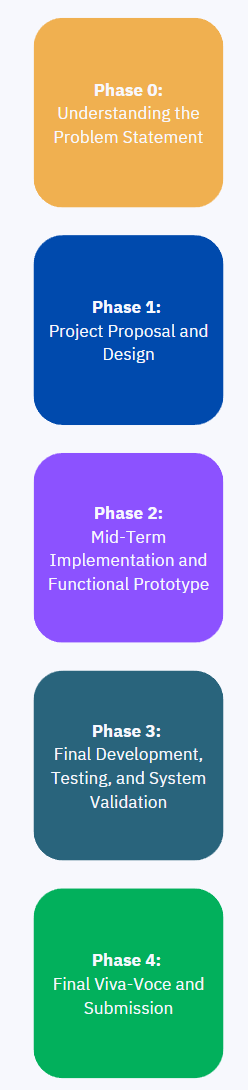 Phase 0:
Understanding the
Problem Statement
Phase 1:
Project Proposal and
Design
Phase 2:
Mid-Term
Implementation and
Functional Prototype
Phase 3:
Final Development,
Testing, and System
Validation
Phase 4:
Final Viva-Voce and
Submission